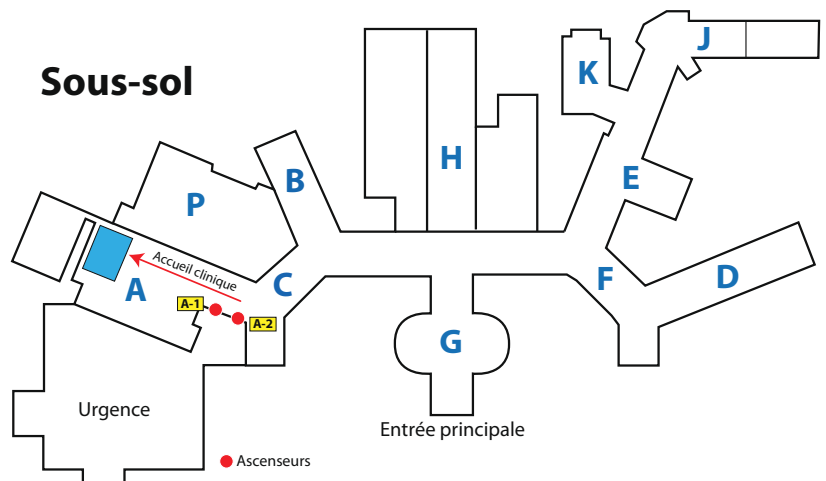 Sous-sol
J
K
H
B
E
P
Accueil clinique
A
C
F
D
A-1
A-2
G
Urgence
Entrée principale
Ascenseurs